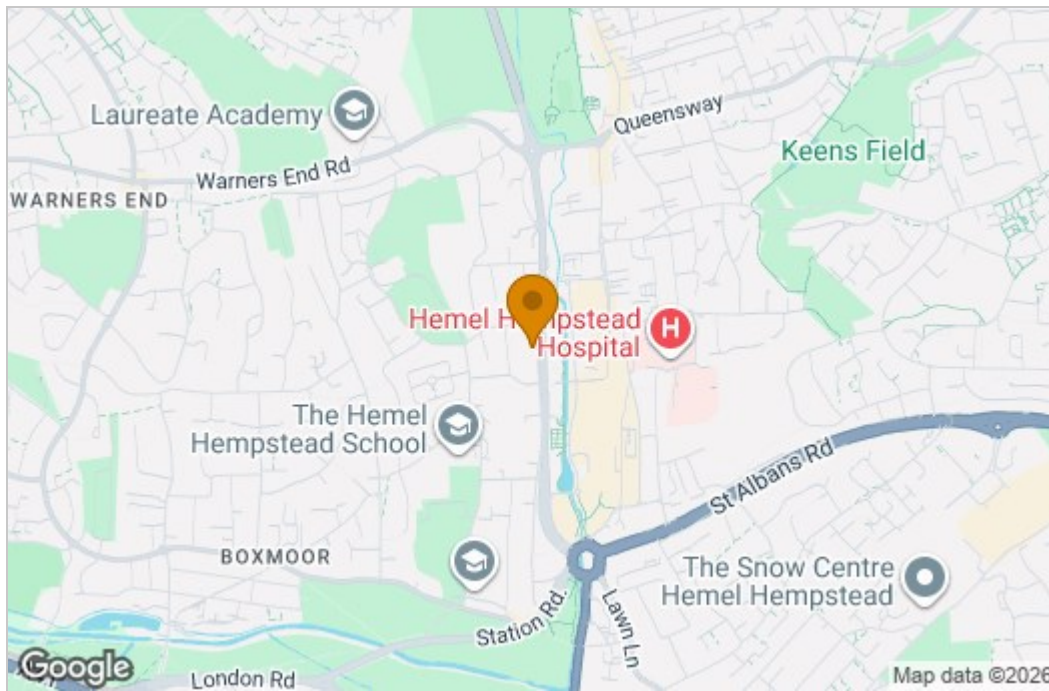 Laureate Academy
Queensway
Keens Field
Warners End Rd
WARNERS END
Hemel Hempstead
Hospital
H
The Hemel
Hempstead School
St Albans Rd
BOXMOOR
The Snow Centre
Hemel Hempstead
Station Rd.
Lawn Ln
London Rd
Google
Map data ©2026